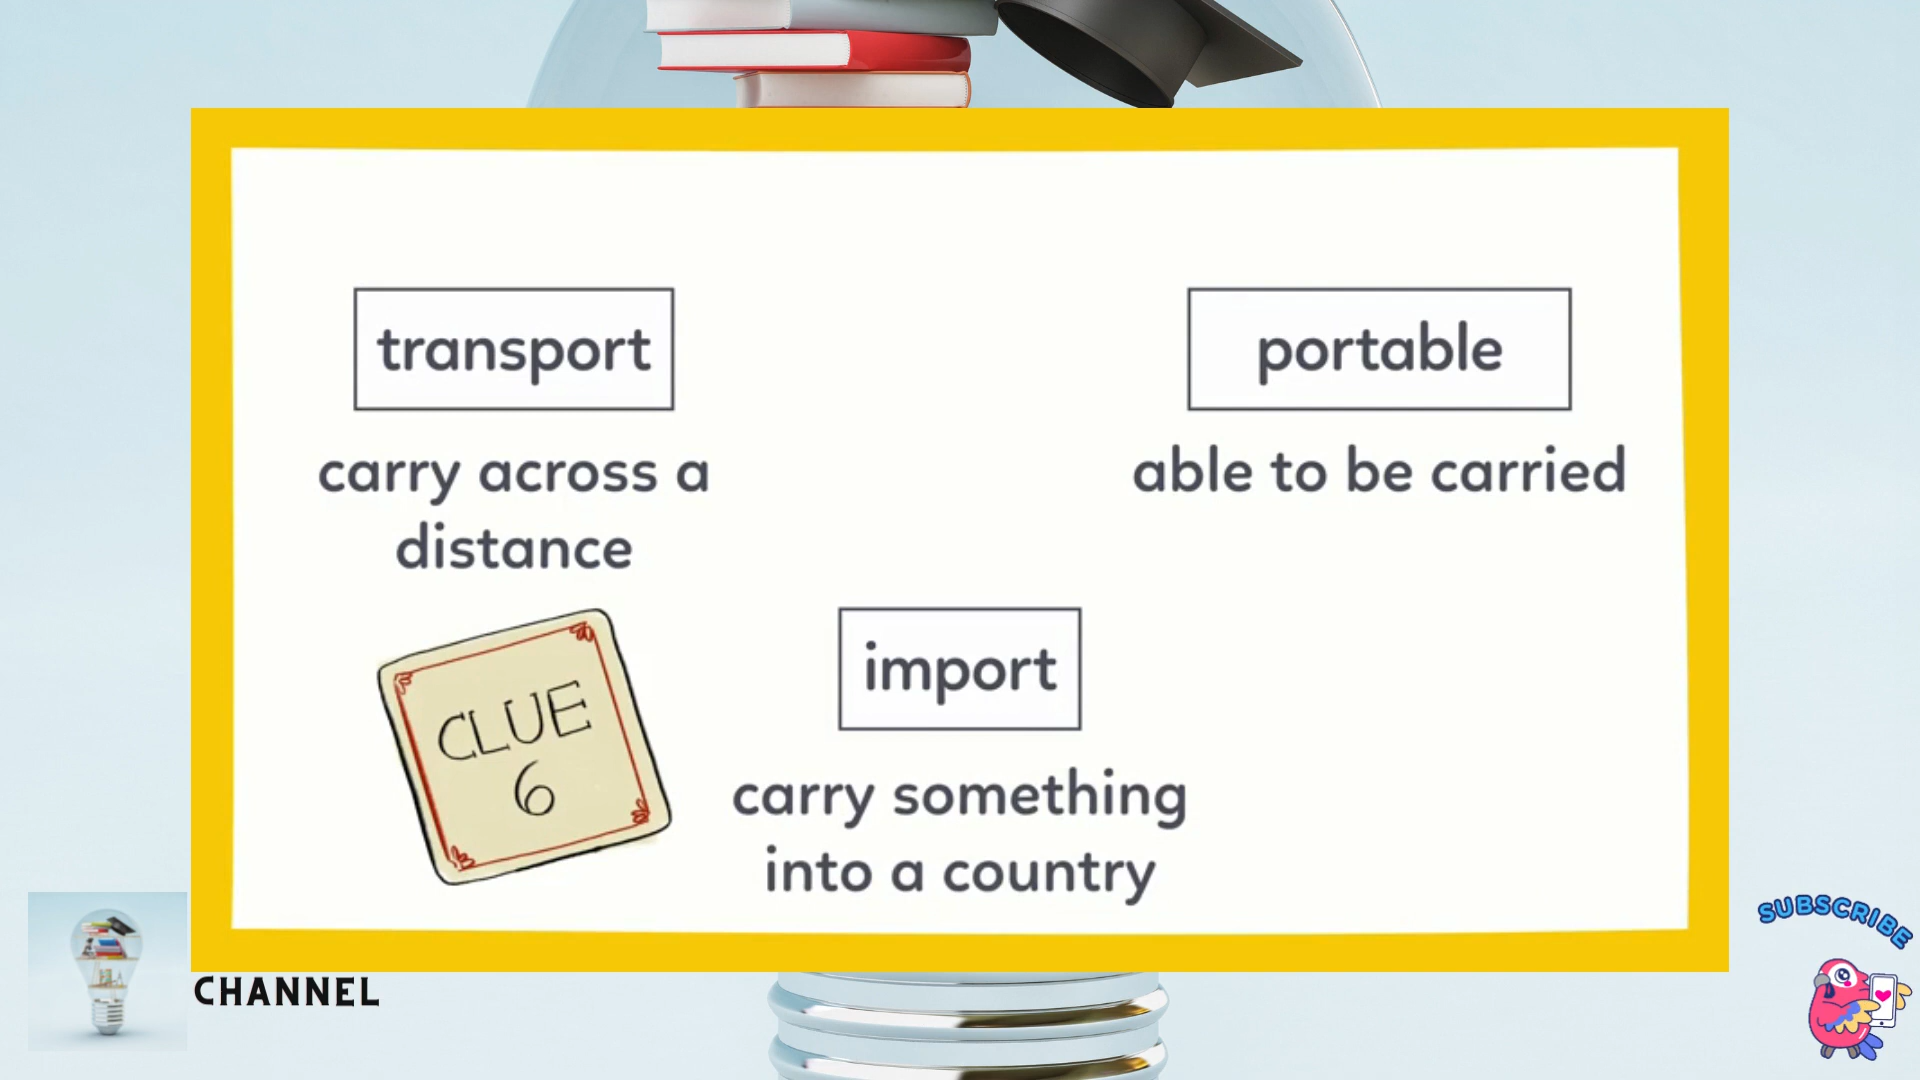 transport
carry across a
distance
portable
able to be carried
CLUE
6
import
carry something
into a country
CHANNEL
SUBSCRIBE